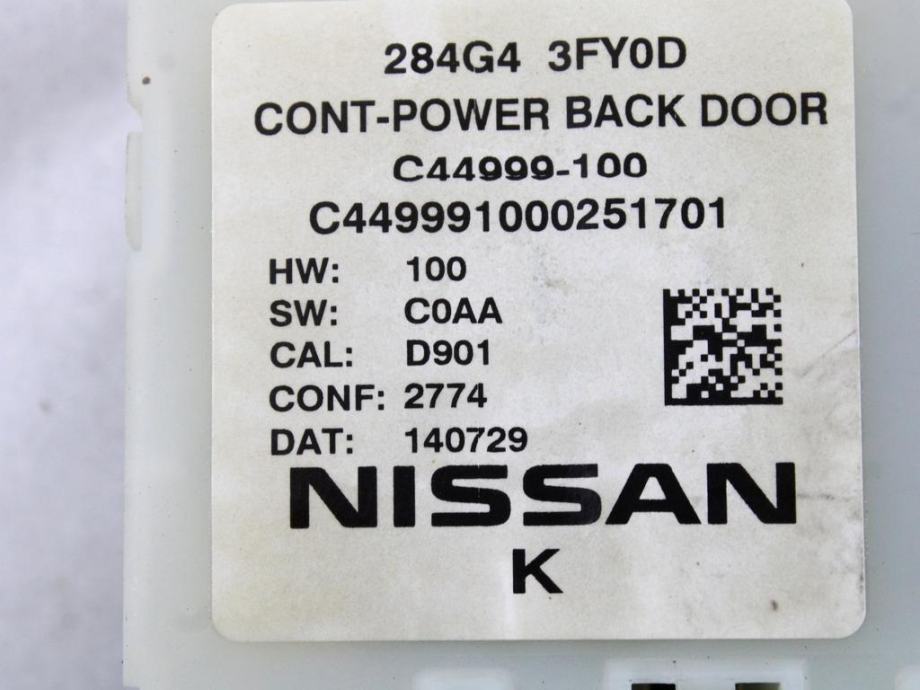 284G4 3FY0D
CONT-POWER BACK DOOR
C44999-100
C449991000251701
HW: 100
SW: C0AA
CAL: D901
CONF: 2774
DAT: 140729
NISSAN
K